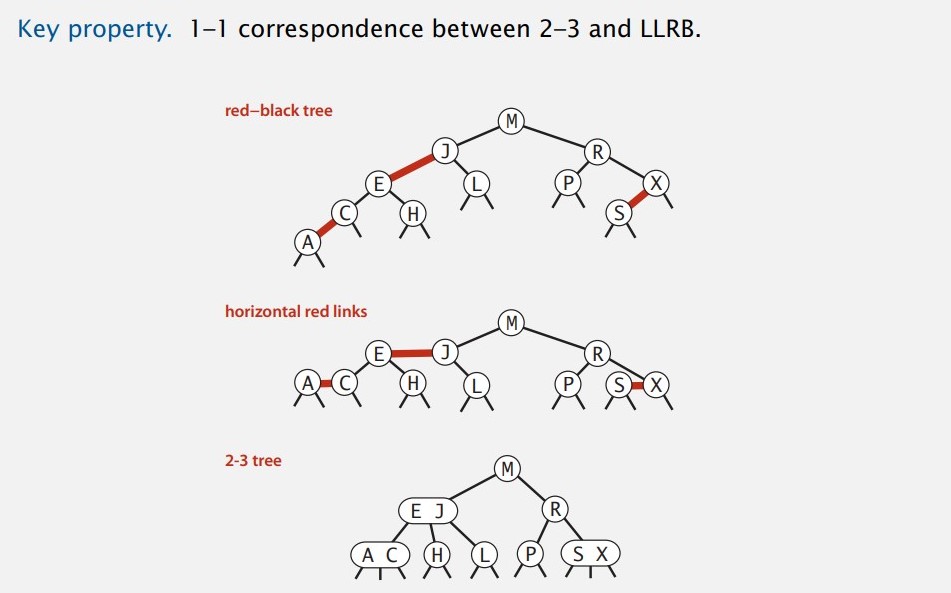 Key property. 1–1 correspondence between 2–3 and LLRB.
red–black tree
M
J R
E L P X
C H S
A
horizontal red links
M
E J R
A C H L P S X
2-3 tree
M
E J R
A C H L P S X